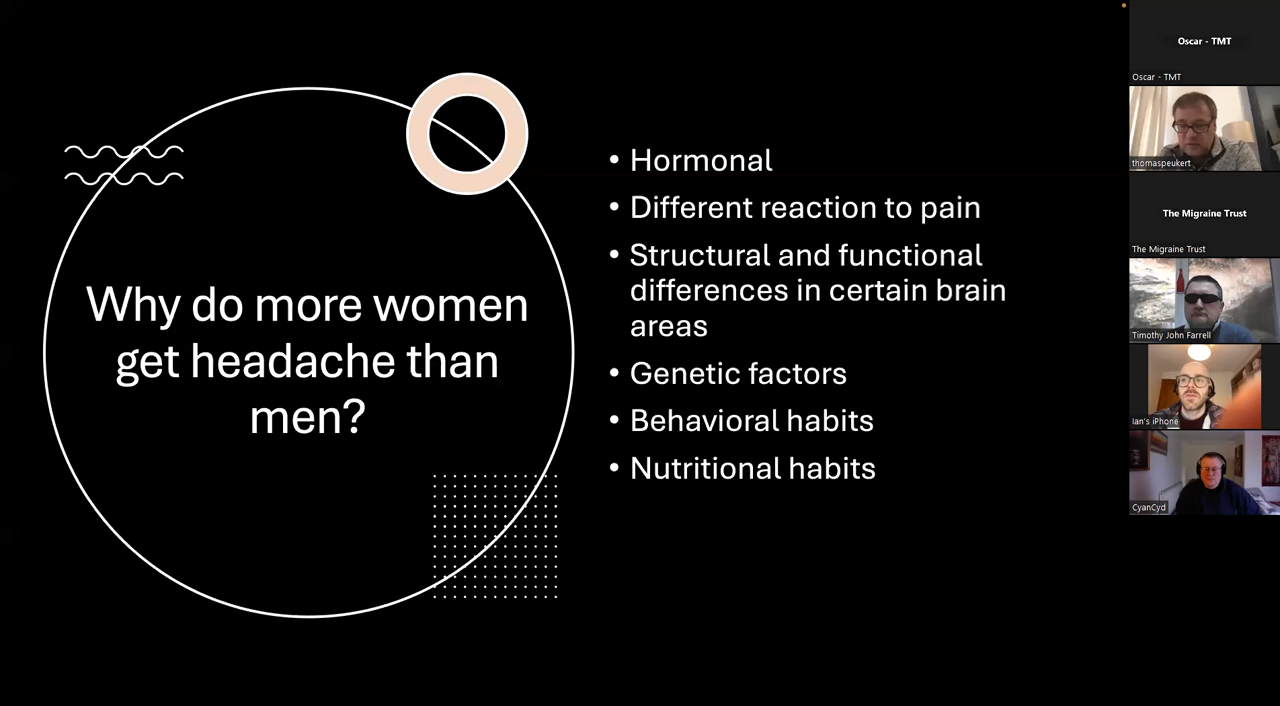 Why do more women
get headache than
men?
• Hormonal
• Different reaction to pain
• Structural and functional
differences in certain brain
areas
• Genetic factors
• Behavioral habits
• Nutritional habits
Oscar - TMT
Oscar - TMT
thomaspeukert
The Migraine Trust
The Migraine Trust
Timothy John Farrell
Ian's iPhone
CyanCyd